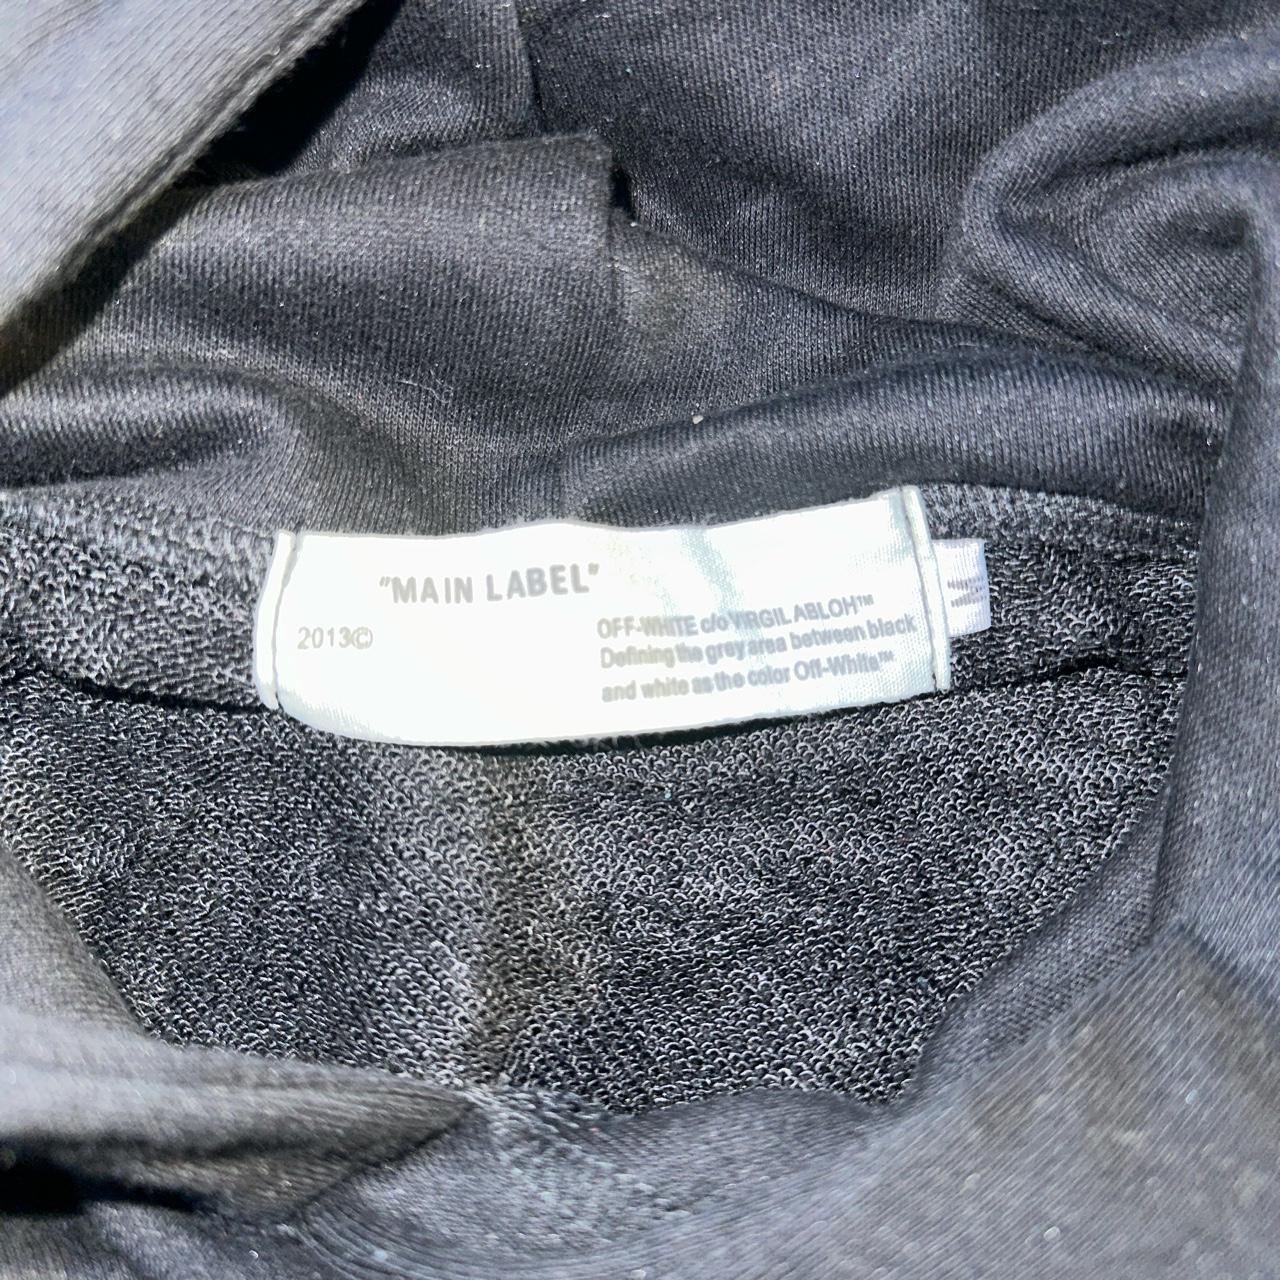 "MAIN LABEL"
2013©
OFF-WHITE c/o VIRGIL ABLOH™
Defining the grey area between black
and white as the color Off-White™
M